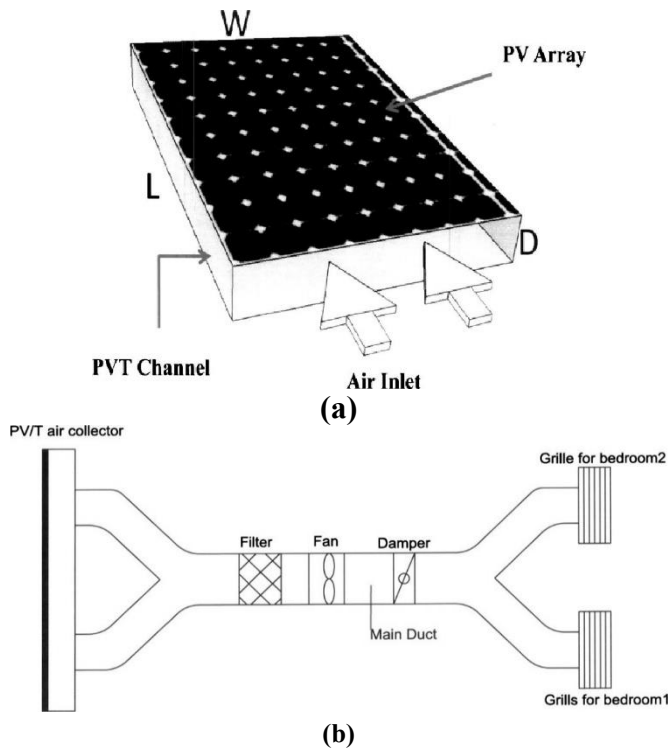 W
PV Array
L
D
PVT Channel
Air Inlet
(a)
PV/T air collector
Grille for bedroom2
Filter
Fan
Damper
Main Duct
Grills for bedroom1
(b)